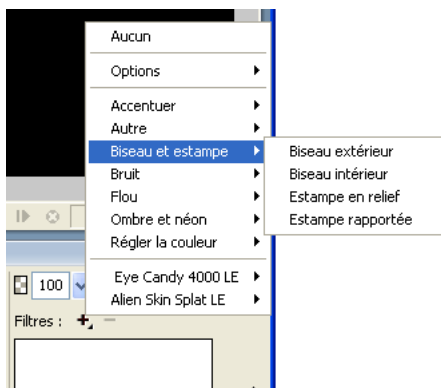 Aucun
Options
Accentuer
Autre
Biseau et estampe
Biseau extérieur
Bruit
Biseau intérieur
Flou
Estampe en relief
Ombre et néon
Estampe rapportée
Régler la couleur
Eye Candy 4000 LE
100
Alien Skin Splat LE
Filtres :